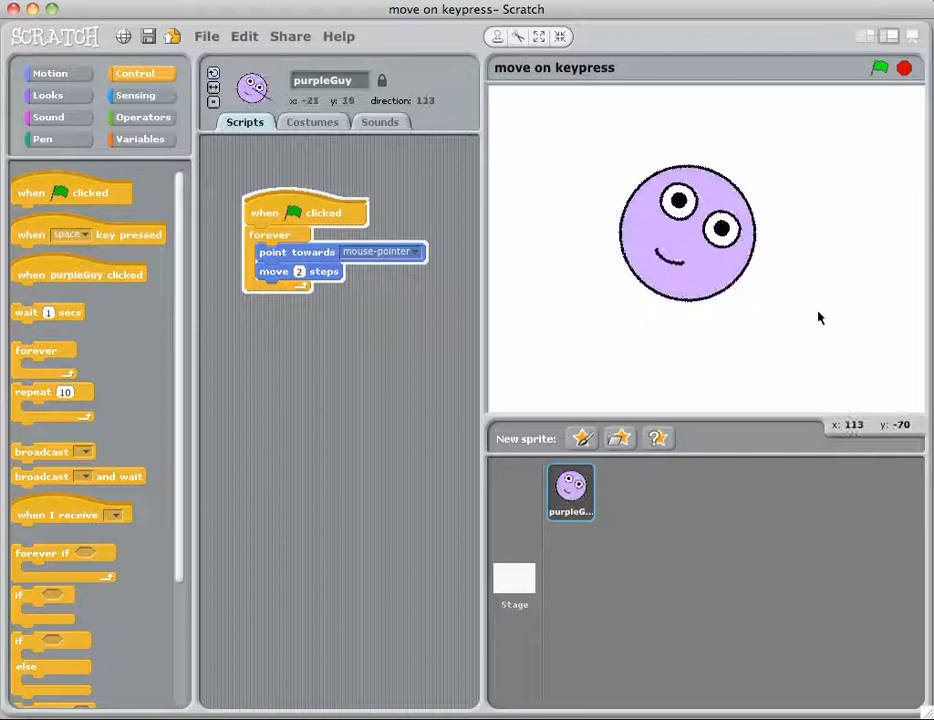 move on keypress- Scratch
SCRATCH File Edit Share Help
Motion Control
Looks Sensing
Sound Operators
Pen Variables
when clicked
when space key pressed
when purpleGuy clicked
wait 1 secs
forever
repeat 10
broadcast
broadcast and wait
when I receive
forever if
if
if
else
purpleGuy
x: -21 y: 16 direction: 113
Scripts Costumes Sounds
when clicked
forever
point towards mouse-pointer
move 2 steps
move on keypress
x: 113 y: -70
New sprite:
purpleG...
Stage